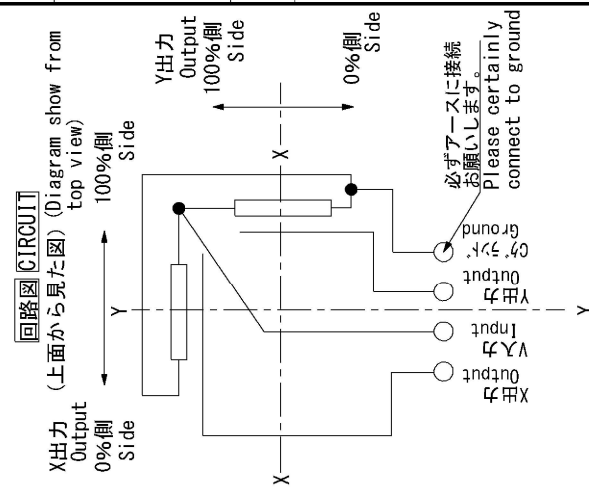 回路図 CIRCUIT
(上面から見た図)(Diagram show from
top view)
X出力
Output
0%側
Side
100%側
Side
Y出力
Output
100%側
Side
0%側
Side
Y
Y
X
X
必ずアースに接続
お願いします。
Please certainly
connect to ground
X出力
Output
V入力
Input
Y出力
Output
Cグランド
Ground